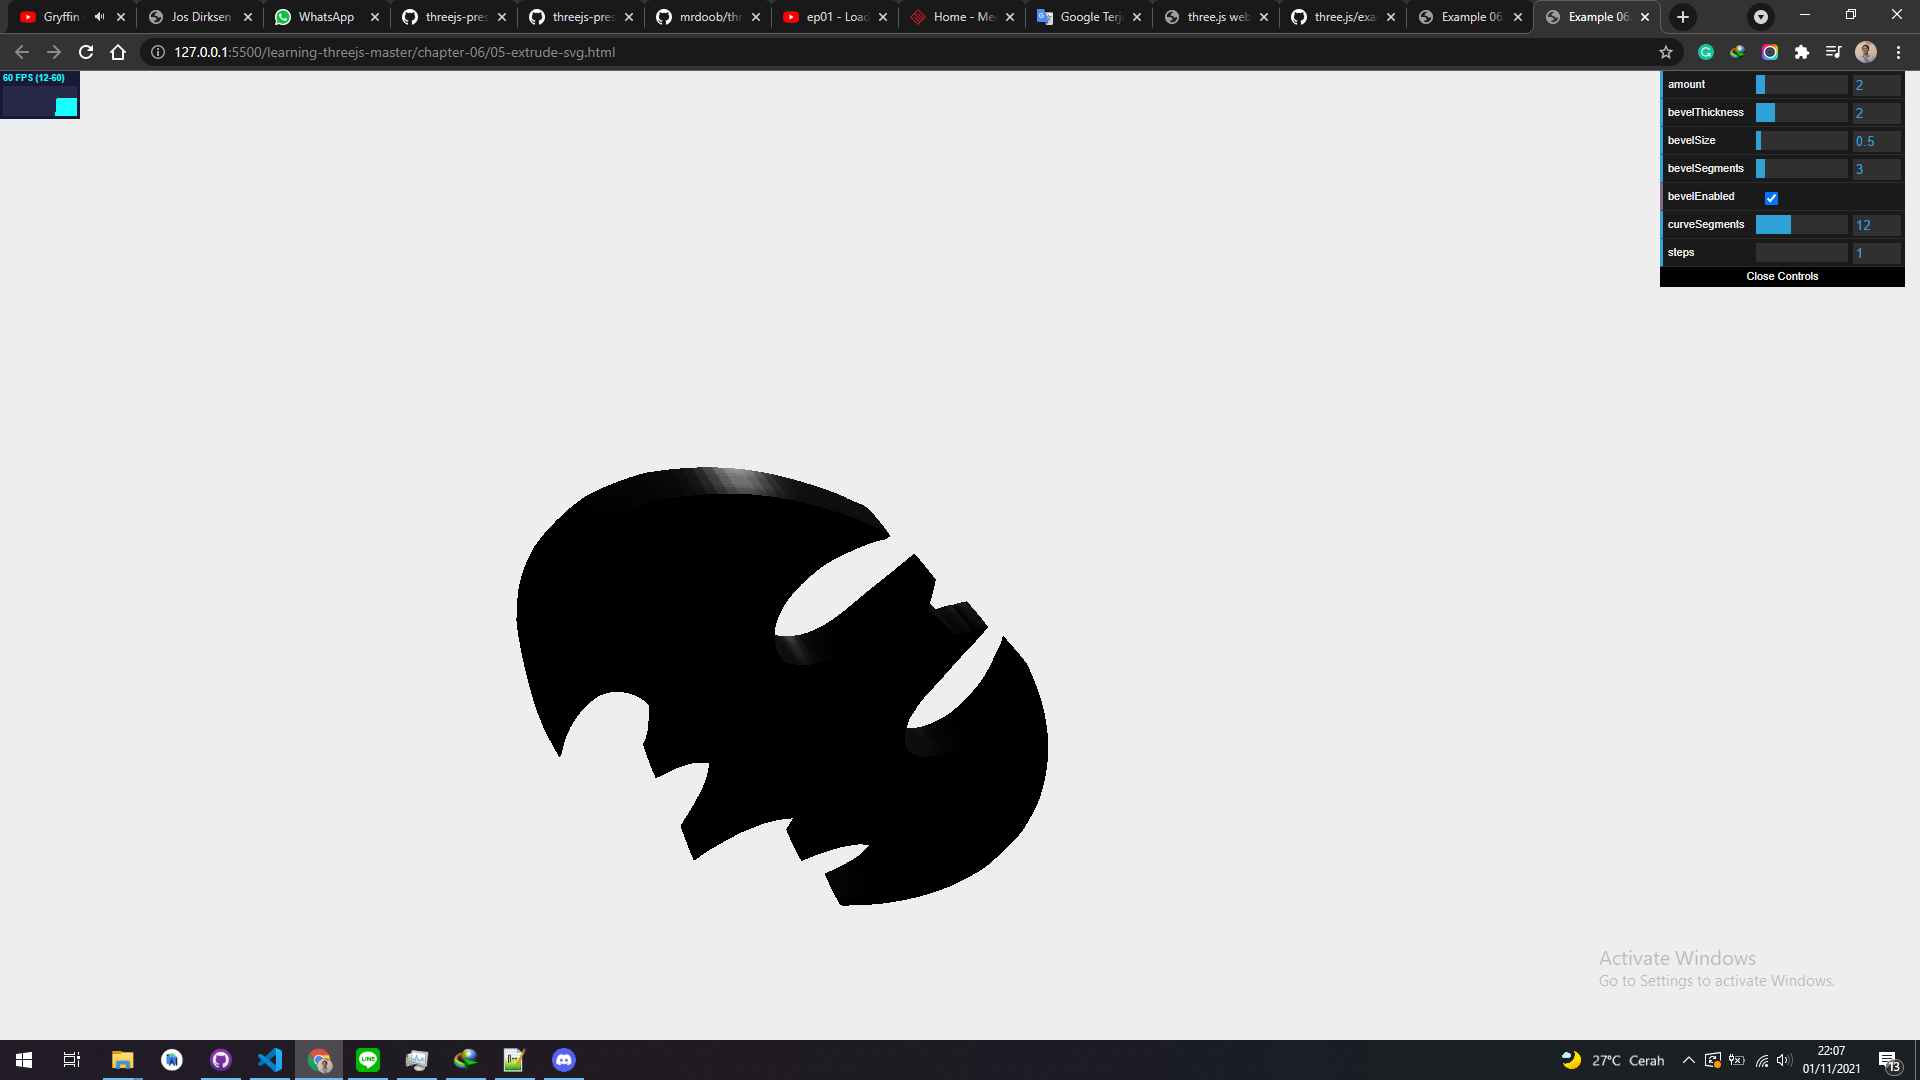 Gryffin
Jos Dirksen
WhatsApp
threejs-pres
threejs-pres
mrdoob/thr
ep01 - Load
Home - Me
Google Terj
three.js web
three.js/exa
Example 06.
Example 06.
127.0.0.1:5500/learning-threejs-master/chapter-06/05-extrude-svg.html
60 FPS (12-60)
amount 2
bevelThickness 2
bevelSize 0.5
bevelSegments 3
bevelEnabled
curveSegments 12
steps 1
Close Controls
Activate Windows
Go to Settings to activate Windows.
27°C Cerah
22:07
01/11/2021
13